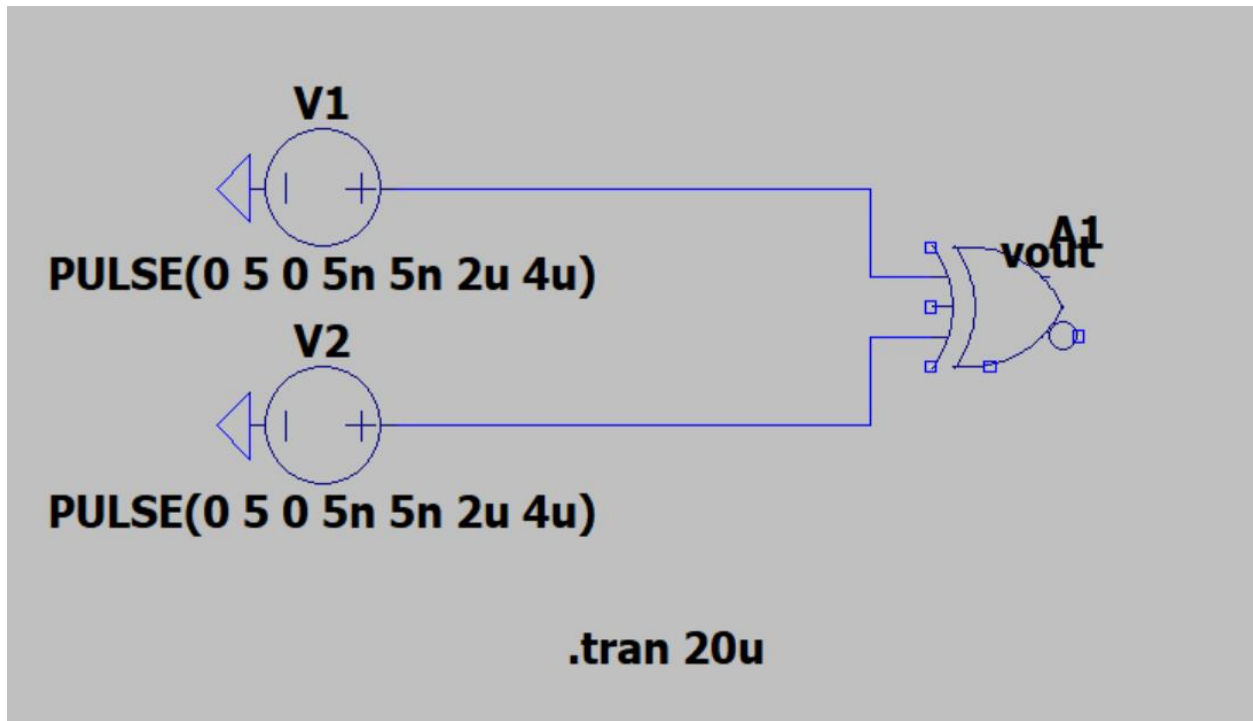 V1
PULSE(0 5 0 5n 5n 2u 4u)
A1
vout
V2
PULSE(0 5 0 5n 5n 2u 4u)
.tran 20u